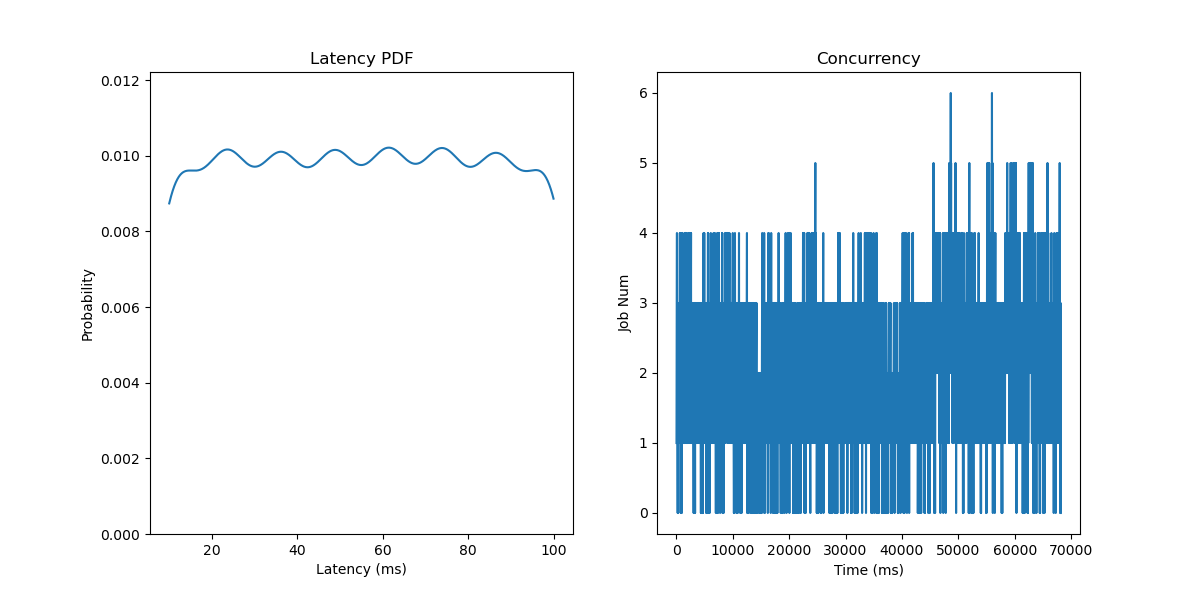 Latency PDF
0.012
0.010
0.008
0.006
0.004
0.002
0.000
Probability
20 40 60 80 100
Latency (ms)
Concurrency
6
5
4
3
2
1
0
Job Num
0 10000 20000 30000 40000 50000 60000 70000
Time (ms)